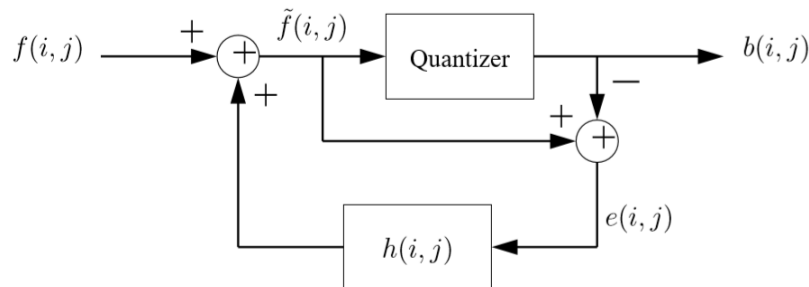 + f̃(i, j)
f(i, j) + Quantizer b(i, j)
+ −
+ +
e(i, j)
h(i, j)